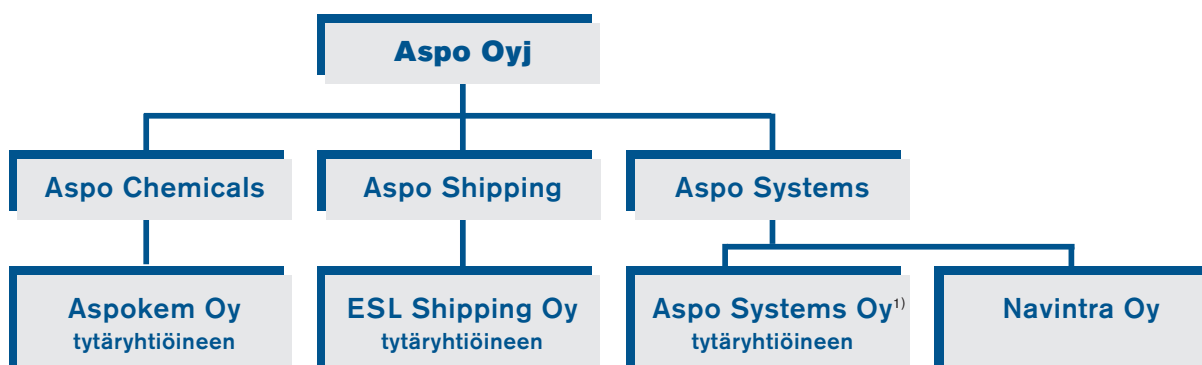 Aspo Oyj
Aspo Chemicals
Aspo Shipping
Aspo Systems
Aspokem Oy
tytäryhtiöineen
ESL Shipping Oy
tytäryhtiöineen
Aspo Systems Oy1)
tytäryhtiöineen
Navintra Oy